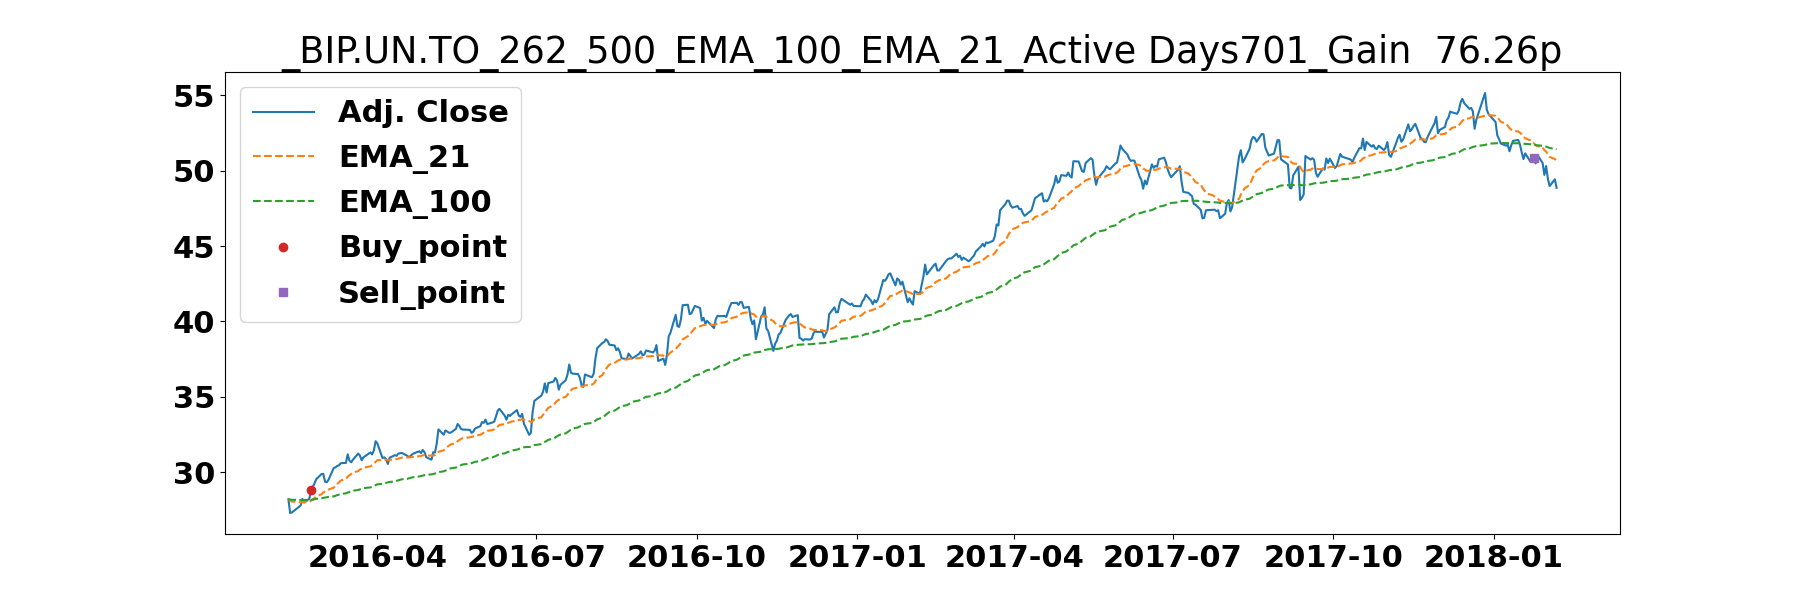 _BIP.UN.TO_262_500_EMA_100_EMA_21_Active Days701_Gain  76.26p
Adj. Close
EMA_21
EMA_100
Buy_point
Sell_point
55
50
45
40
35
30
2016-04 2016-07 2016-10 2017-01 2017-04 2017-07 2017-10 2018-01